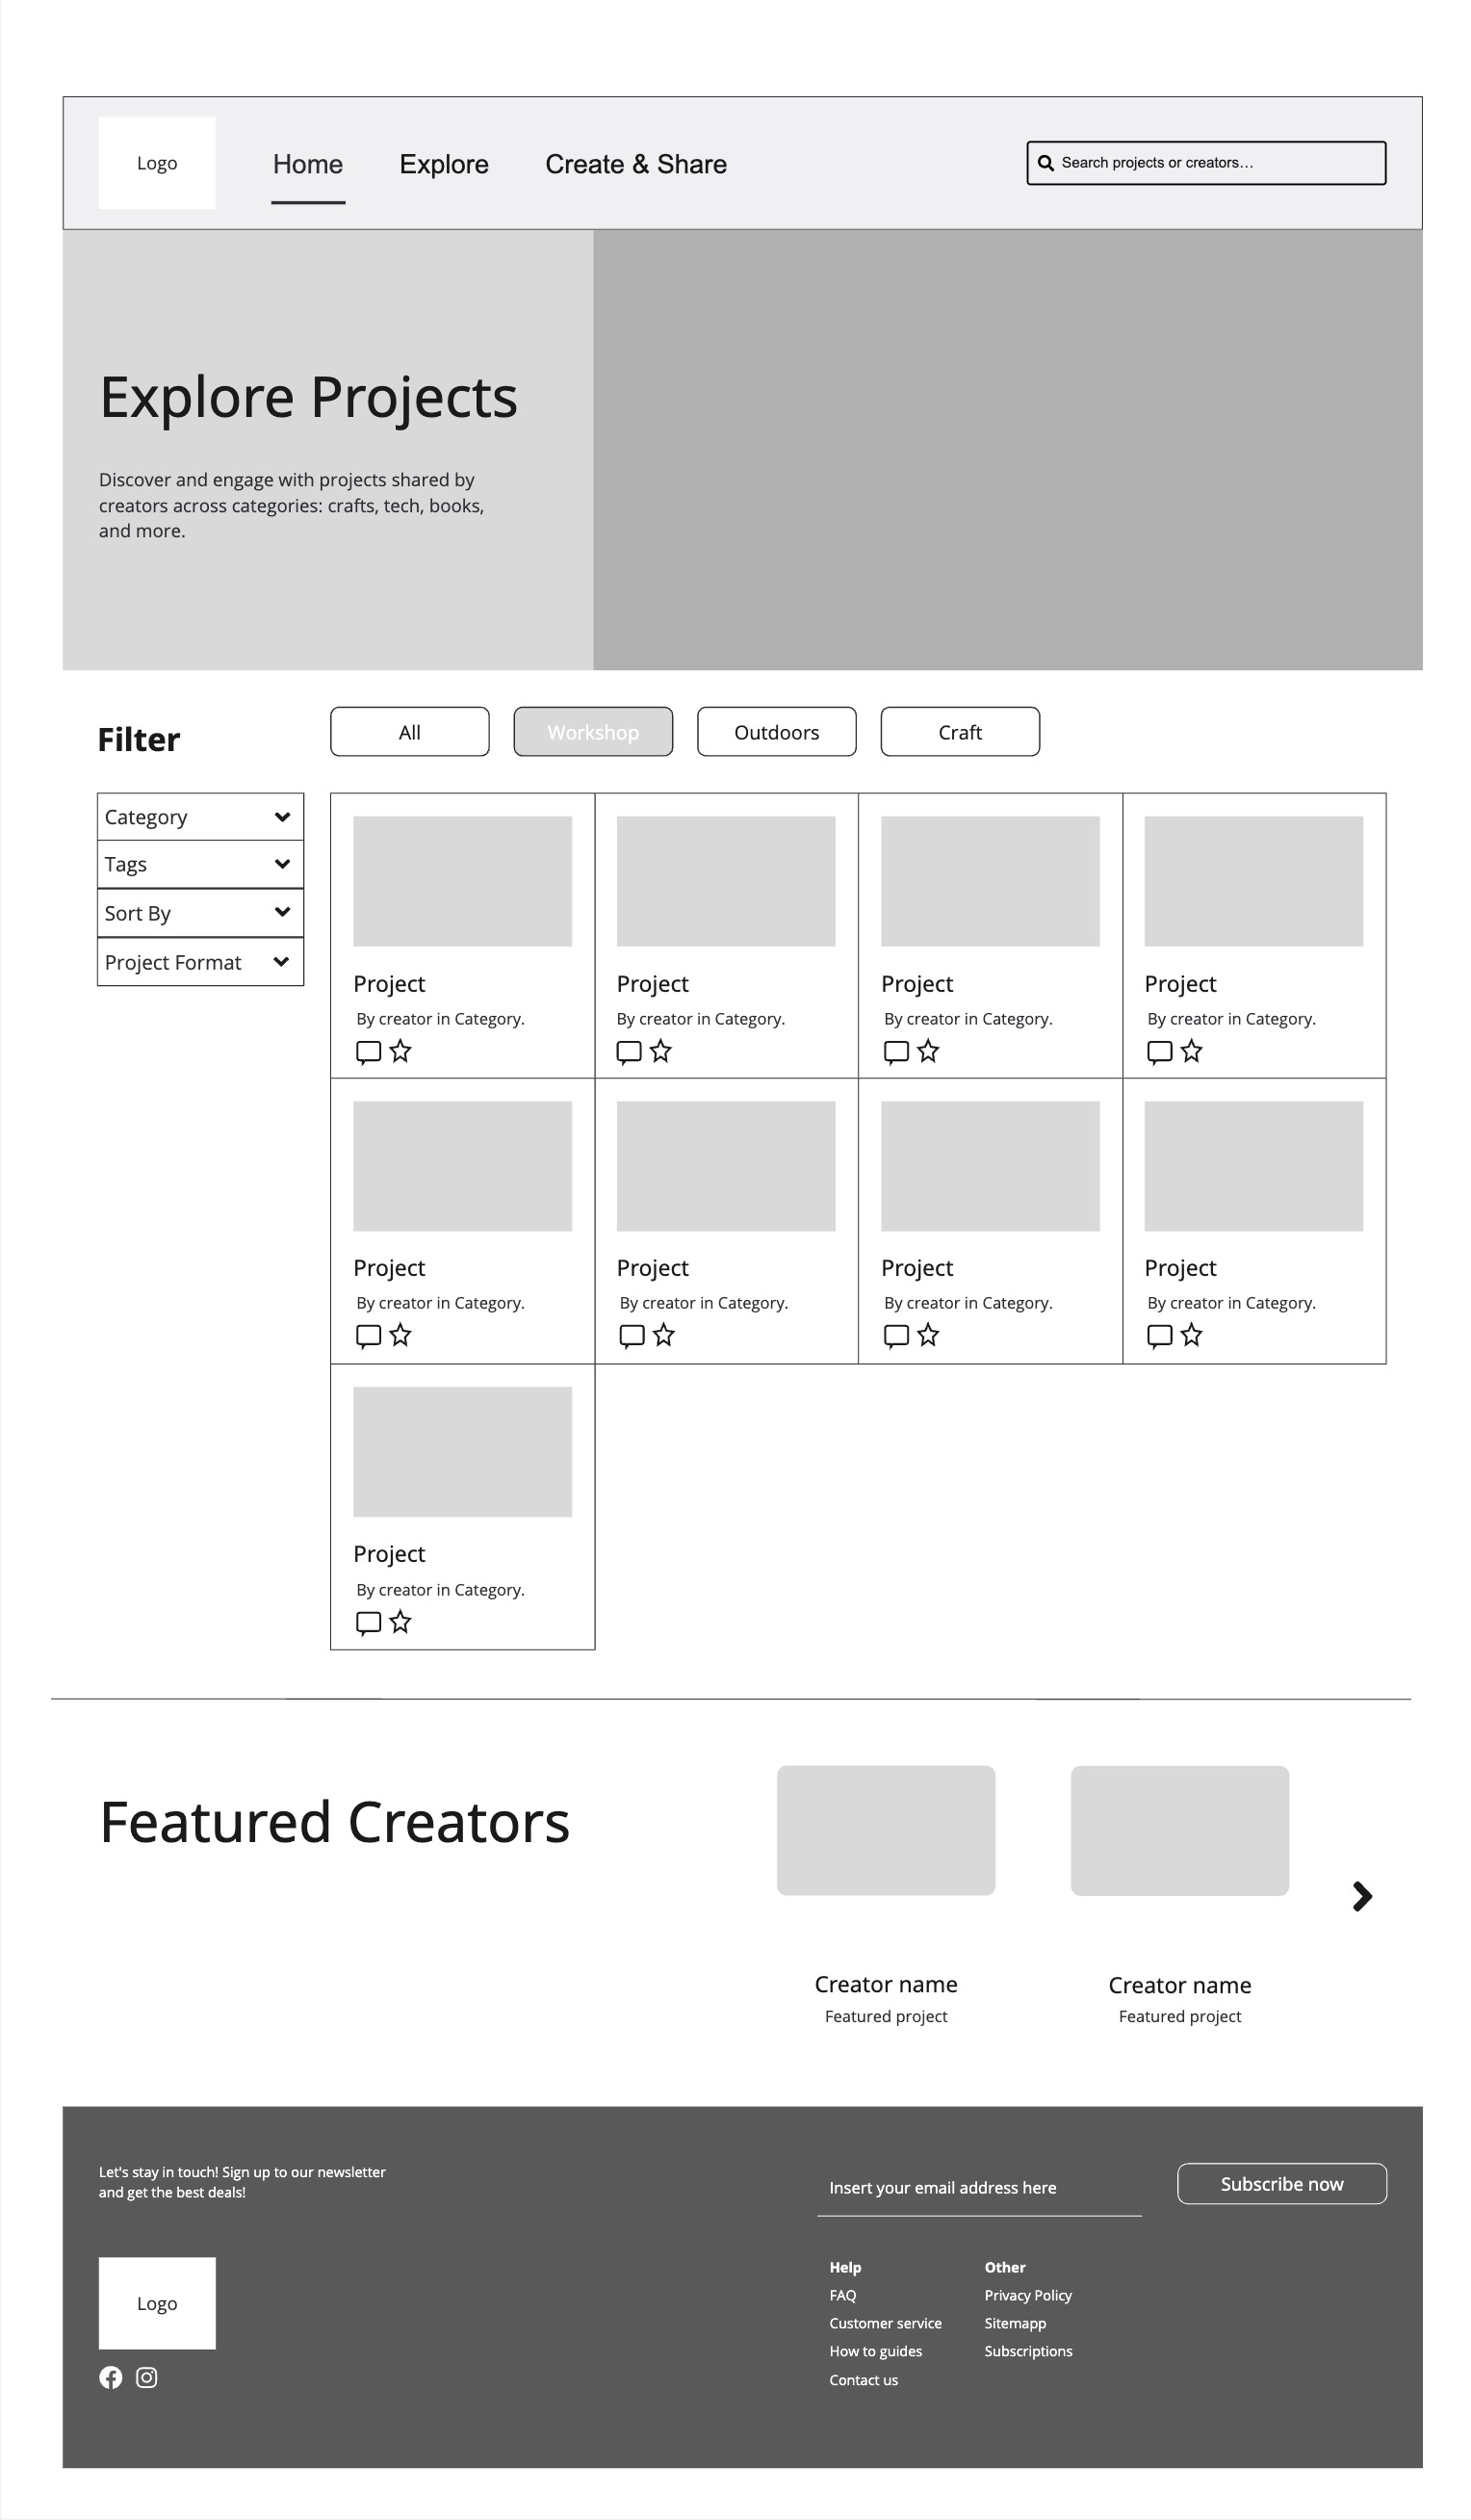 Logo
Home
Explore
Create & Share
Search projects or creators...
Explore Projects
Discover and engage with projects shared by
creators across categories: crafts, tech, books,
and more.
Filter
All
Workshop
Outdoors
Craft
Category
Tags
Sort By
Project Format
Project
By creator in Category.
Project
By creator in Category.
Project
By creator in Category.
Project
By creator in Category.
Project
By creator in Category.
Project
By creator in Category.
Project
By creator in Category.
Project
By creator in Category.
Project
By creator in Category.
Featured Creators
Creator name
Featured project
Creator name
Featured project
Let's stay in touch! Sign up to our newsletter
and get the best deals!
Insert your email address here
Subscribe now
Logo
Help
FAQ
Customer service
How to guides
Contact us
Other
Privacy Policy
Sitemapp
Subscriptions